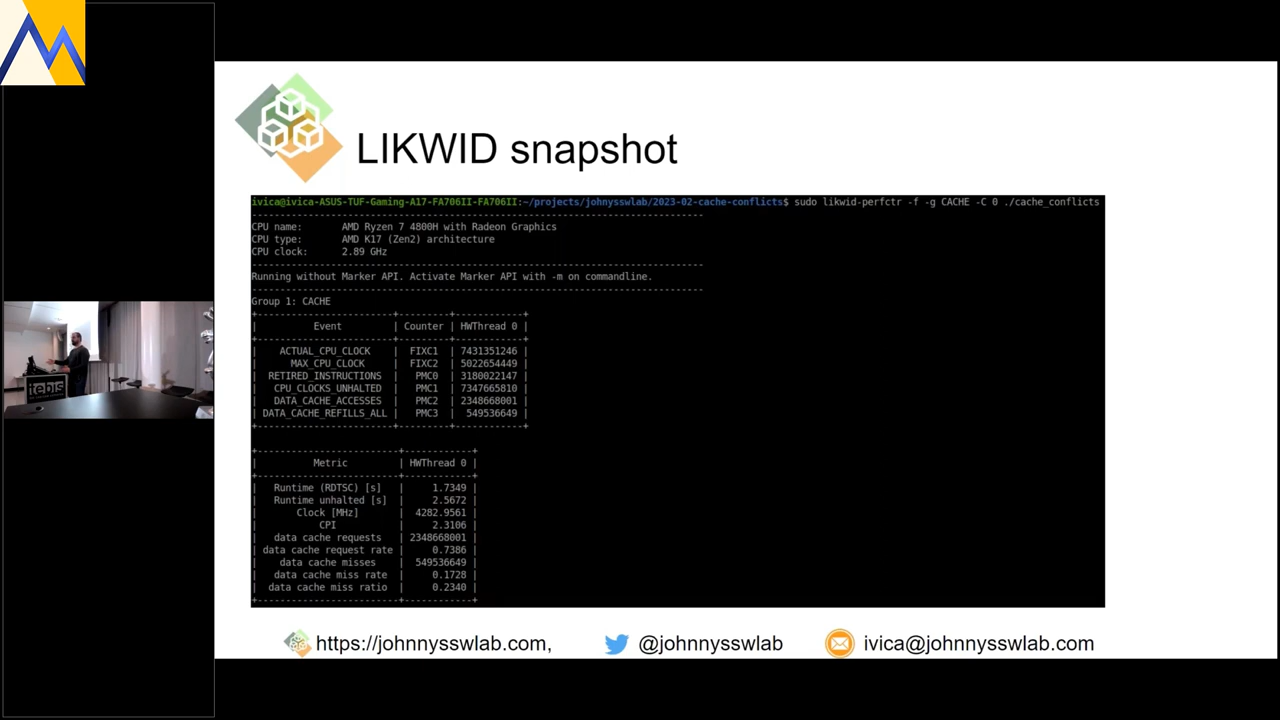 LIKWID snapshot
ivica@ivica-ASUS-TUF-Gaming-A17-FA706II-FA706II:~/projects/johnysswlab/2023-02-cache-conflicts$ sudo likwid-perfctr -f -g CACHE -C 0 ./cache_conflicts
--------------------------------------------------------------------------------
CPU name: AMD Ryzen 7 4800H with Radeon Graphics
CPU type: AMD K17 (Zen2) architecture
CPU clock: 2.89 GHz
--------------------------------------------------------------------------------
Running without Marker API. Activate Marker API with -m on commandline.
--------------------------------------------------------------------------------
Group 1: CACHE
+------------------------+---------+------------+
| Event | Counter | HWThread 0 |
+------------------------+---------+------------+
| ACTUAL_CPU_CLOCK | FIXC1 | 7431351246 |
| MAX_CPU_CLOCK | FIXC2 | 5022654449 |
| RETIRED_INSTRUCTIONS | PMC0 | 3180022147 |
| CPU_CLOCKS_UNHALTED | PMC1 | 7347665810 |
| DATA_CACHE_ACCESSES | PMC2 | 2348668001 |
| DATA_CACHE_REFILLS_ALL | PMC3 | 549536649 |
+------------------------+---------+------------+
+-------------------------+------------+
| Metric | HWThread 0 |
+-------------------------+------------+
| Runtime (RDTSC) [s] | 1.7349 |
| Runtime unhalted [s] | 2.5672 |
| Clock [MHz] | 4282.9561 |
| CPI | 2.3106 |
| data cache requests | 2348668001 |
| data cache request rate | 0.7386 |
| data cache misses | 549536649 |
| data cache miss rate | 0.1728 |
| data cache miss ratio | 0.2340 |
+-------------------------+------------+
https://johnnysswlab.com, @johnnysswlab ivica@johnnysswlab.com
itebis